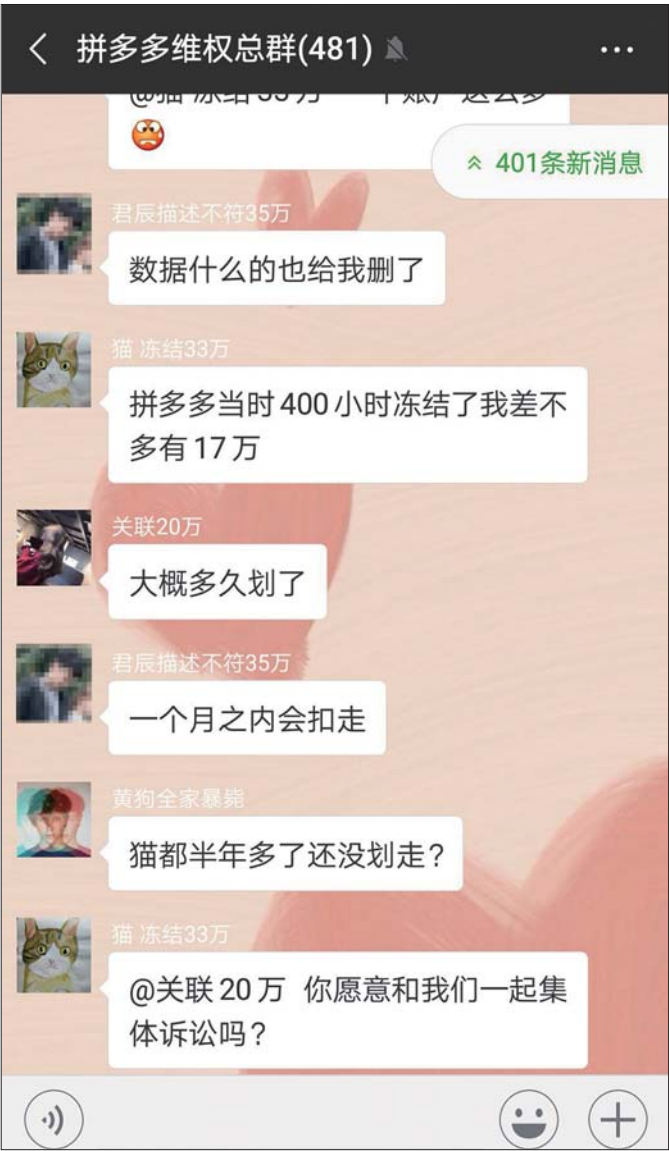 拼多多维权总群(481)
401条新消息
君辰描述不符35万
数据什么的也给我删了
猫 冻结33万
拼多多当时400小时冻结了我差不
多有17万
关联20万
大概多久划了
君辰描述不符35万
一个月之内会扣走
黄狗全家暴毙
猫都半年多了还没划走?
猫 冻结33万
@关联20万 你愿意和我们一起集
体诉讼吗?